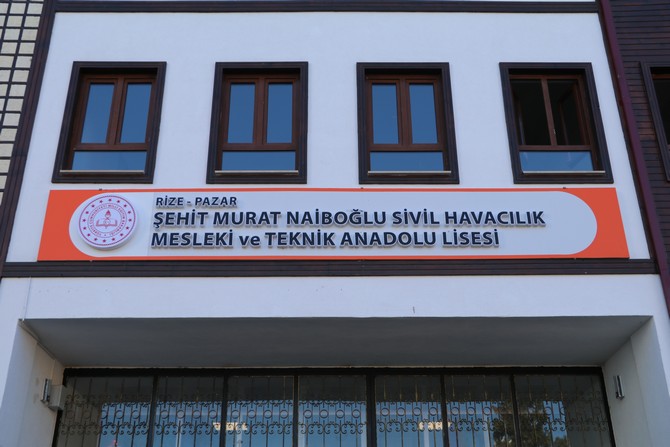 RİZE - PAZAR
ŞEHİT MURAT NAİBOĞLU SİVİL HAVACILIK
MESLEKİ ve TEKNİK ANADOLU LİSESİ